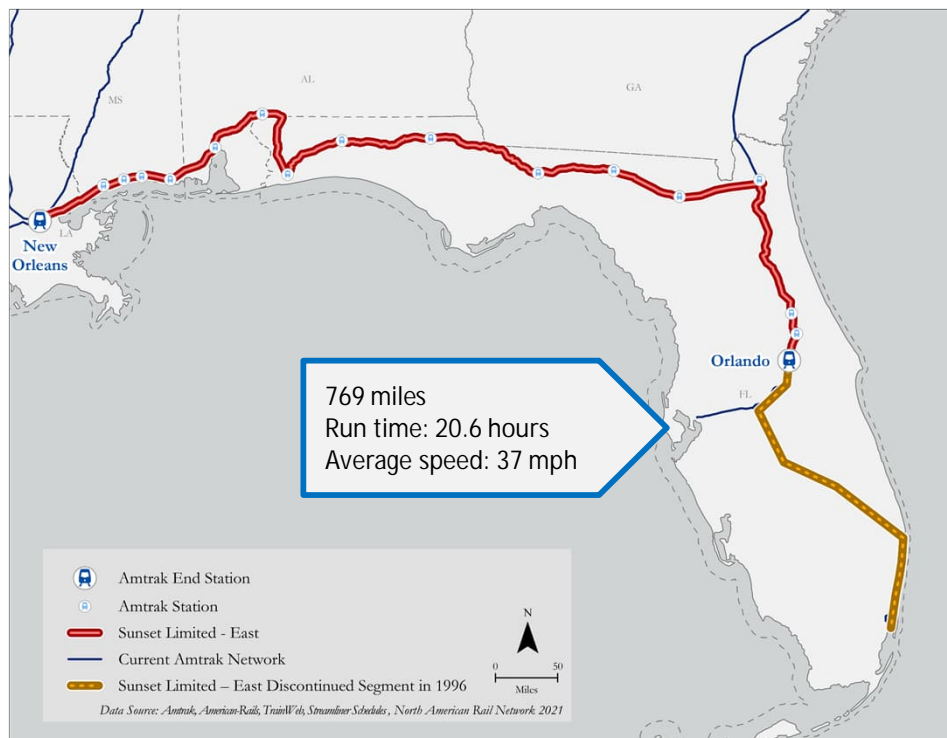 MS
AL
GA
LA
New
Orleans
Orlando
FL
769 miles
Run time: 20.6 hours
Average speed: 37 mph
Amtrak End Station
Amtrak Station
Sunset Limited - East
Current Amtrak Network
Sunset Limited – East Discontinued Segment in 1996
N
0 50
Miles
Data Source: Amtrak, American-Rails, TrainWeb, Streamliner Schedules, North American Rail Network 2021